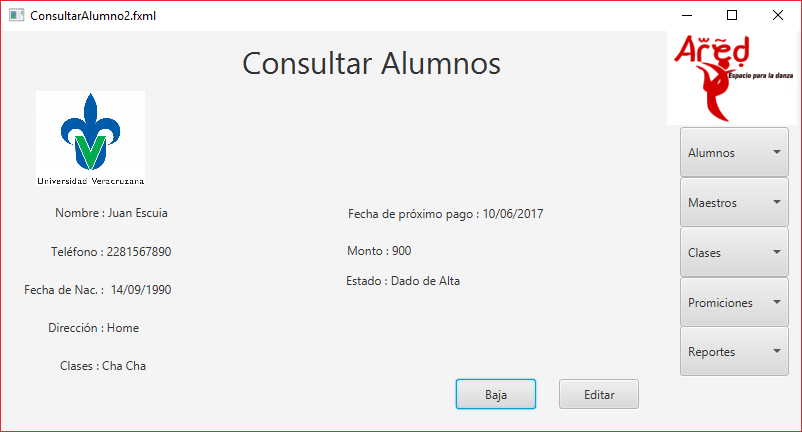 ConsultarAlumno2.fxml
Consultar Alumnos
Ared
Espacio para la danza
Universidad Veracruzana
Alumnos
Maestros
Clases
Promiciones
Reportes
Nombre : Juan Escuia
Teléfono : 2281567890
Fecha de Nac. : 14/09/1990
Dirección : Home
Clases : Cha Cha
Fecha de próximo pago : 10/06/2017
Monto : 900
Estado : Dado de Alta
Baja
Editar